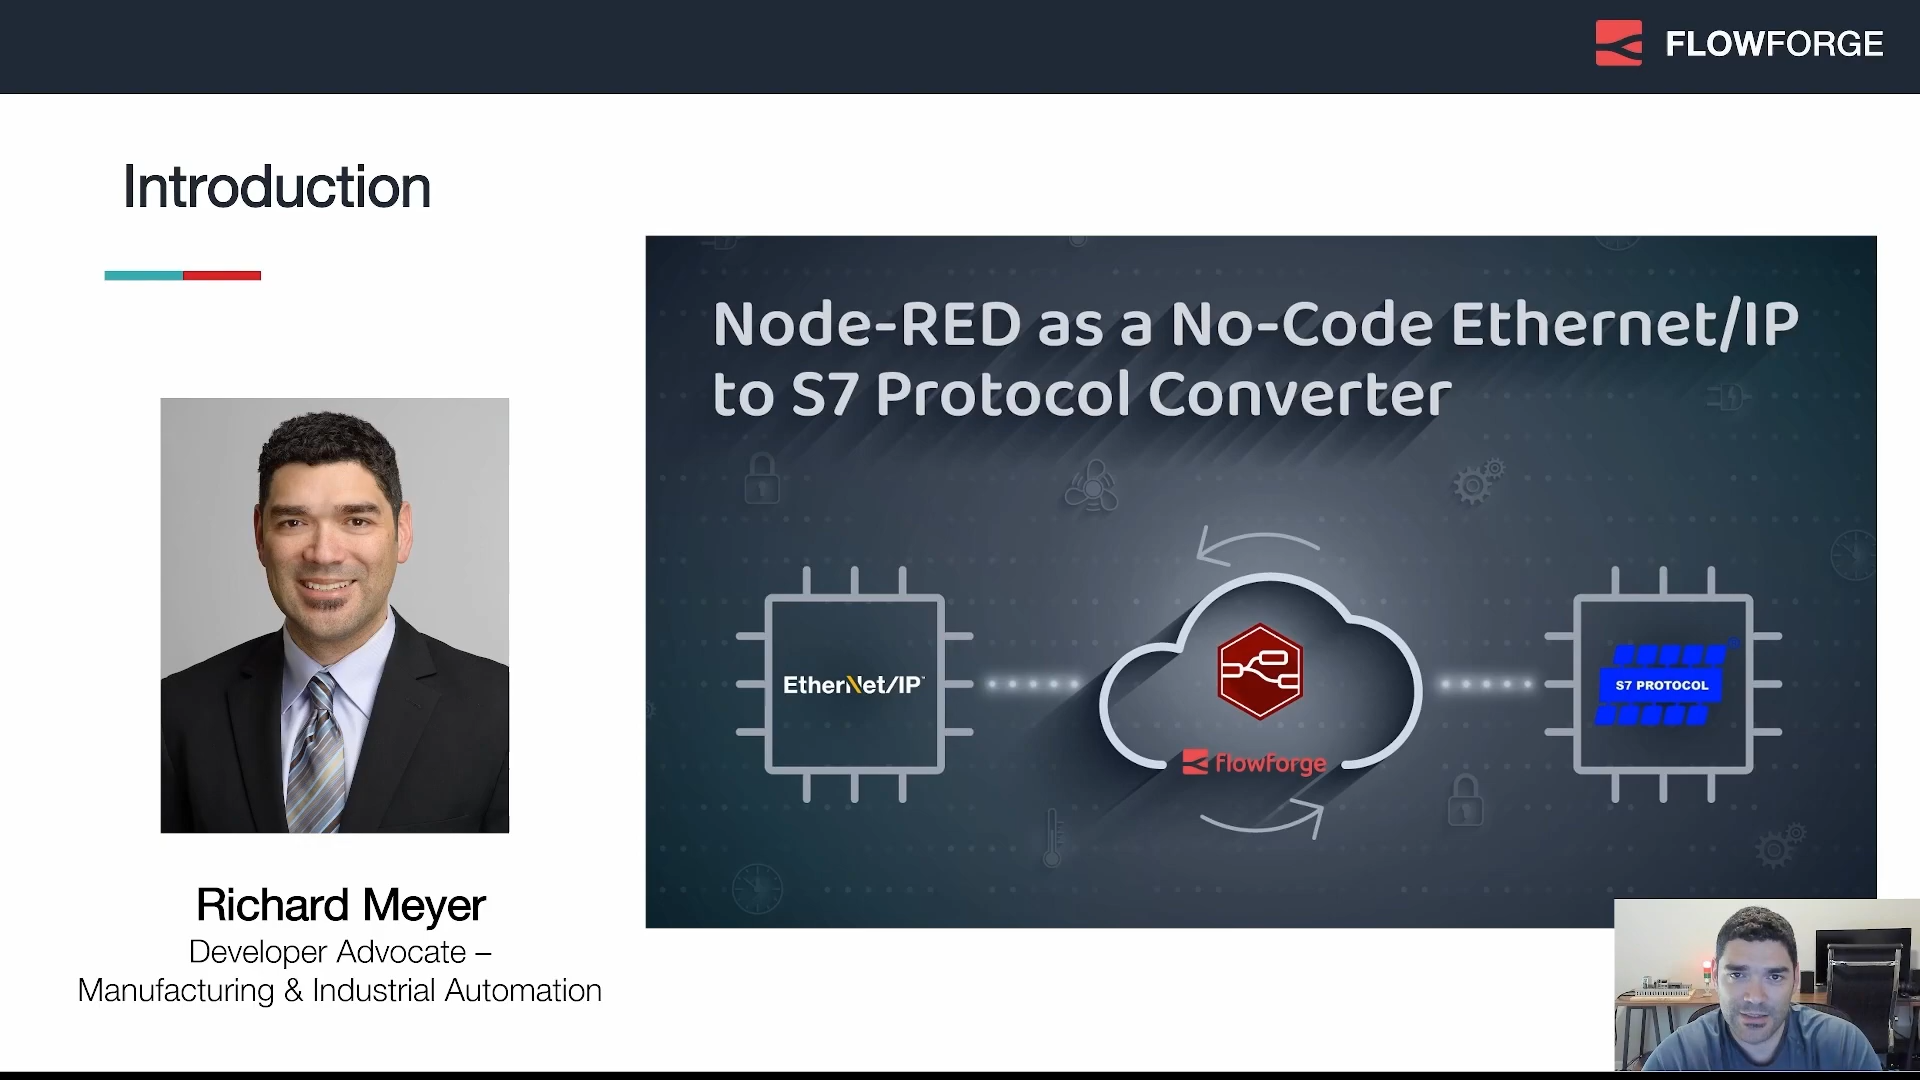 FLOWFORGE
Introduction
Node-RED as a No-Code Ethernet/IP
to S7 Protocol Converter
EtherNet/IP™
flowforge
S7 PROTOCOL
®
Richard Meyer
Developer Advocate –
Manufacturing & Industrial Automation